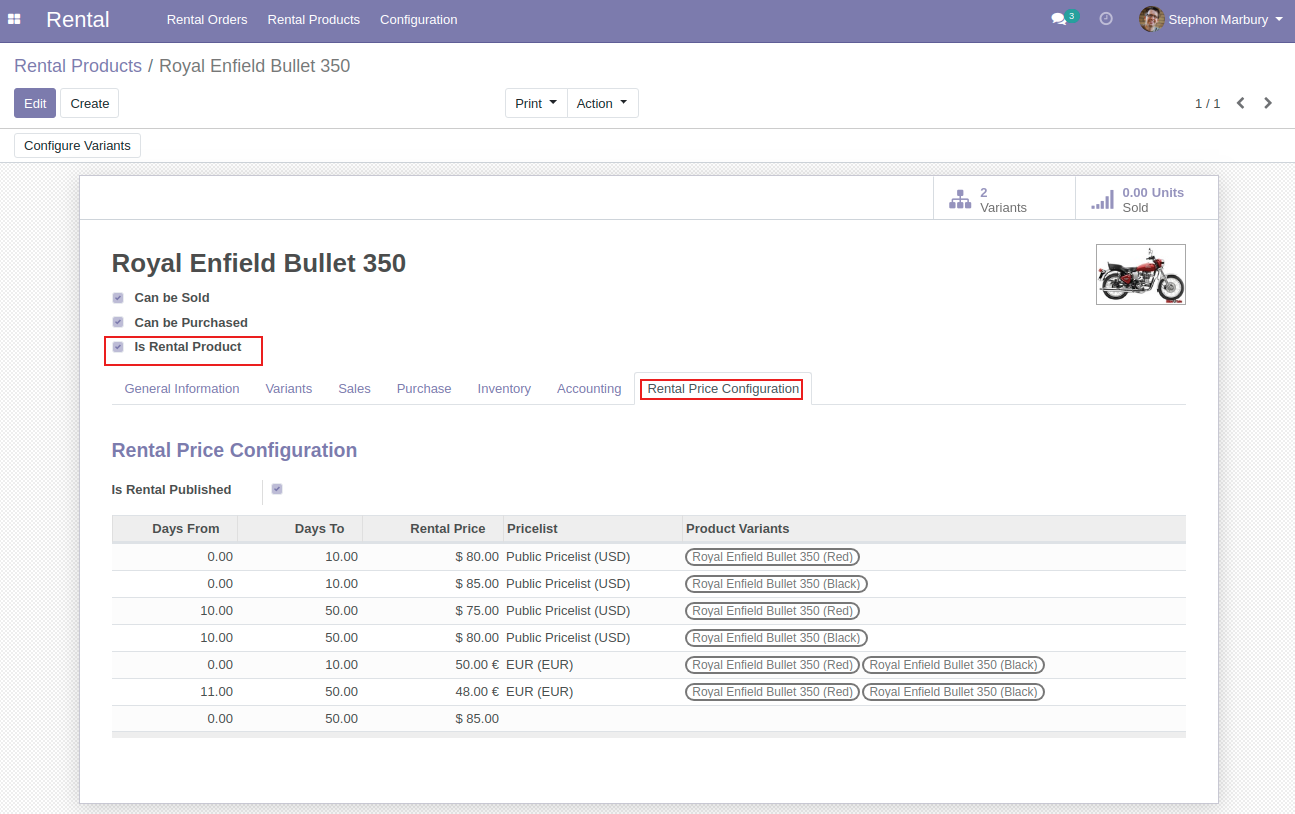 Rental Rental Orders Rental Products Configuration 3 Stephon Marbury
Rental Products / Royal Enfield Bullet 350
Edit Create Print Action 1 / 1
Configure Variants
2 Variants
0.00 Units Sold
Royal Enfield Bullet 350
Can be Sold
Can be Purchased
Is Rental Product
General Information Variants Sales Purchase Inventory Accounting Rental Price Configuration
Rental Price Configuration
Is Rental Published
Days From Days To Rental Price Pricelist Product Variants
0.00 10.00 $ 80.00 Public Pricelist (USD) Royal Enfield Bullet 350 (Red)
0.00 10.00 $ 85.00 Public Pricelist (USD) Royal Enfield Bullet 350 (Black)
10.00 50.00 $ 75.00 Public Pricelist (USD) Royal Enfield Bullet 350 (Red)
10.00 50.00 $ 80.00 Public Pricelist (USD) Royal Enfield Bullet 350 (Black)
0.00 10.00 50.00 € EUR (EUR) Royal Enfield Bullet 350 (Red) Royal Enfield Bullet 350 (Black)
11.00 50.00 48.00 € EUR (EUR) Royal Enfield Bullet 350 (Red) Royal Enfield Bullet 350 (Black)
0.00 50.00 $ 85.00